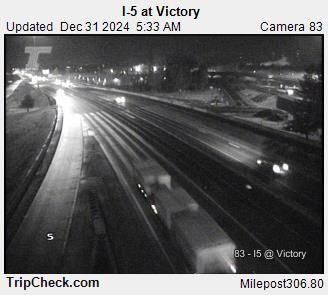 I-5 at Victory
Updated Dec 31 2024 5:33 AM Camera 83
S
83 - I5 @ Victory
TripCheck.com Milepost306.80